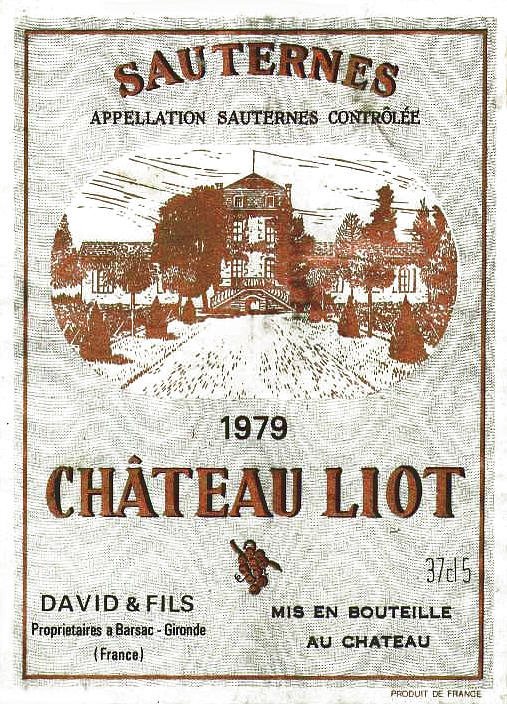 SAUTERNES
APPELLATION SAUTERNES CONTRÔLÉE
1979
CHÂTEAU LIOT
37cl5
DAVID & FILS
Proprietaires a Barsac - Gironde
(France)
MIS EN BOUTEILLE
AU CHATEAU
PRODUIT DE FRANCE